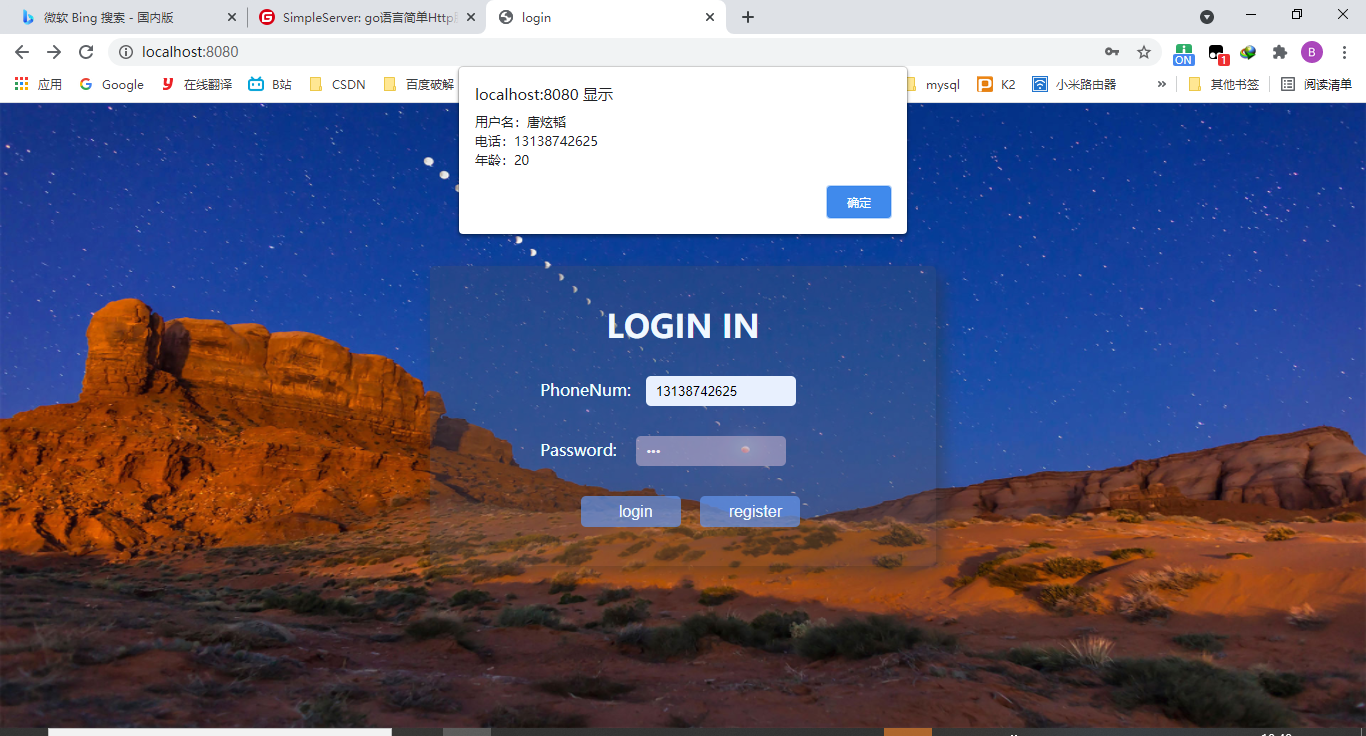 微软 Bing 搜索 - 国内版
SimpleServer: go语言简单Http
login
localhost:8080
ON
1
B
应用
Google
在线翻译
B站
CSDN
百度破解
mysql
K2
小米路由器
»
其他书签
阅读清单
localhost:8080 显示
用户名：唐炫韬
电话：13138742625
年龄：20
确定
LOGIN IN
PhoneNum: 13138742625
Password: •••
login
register